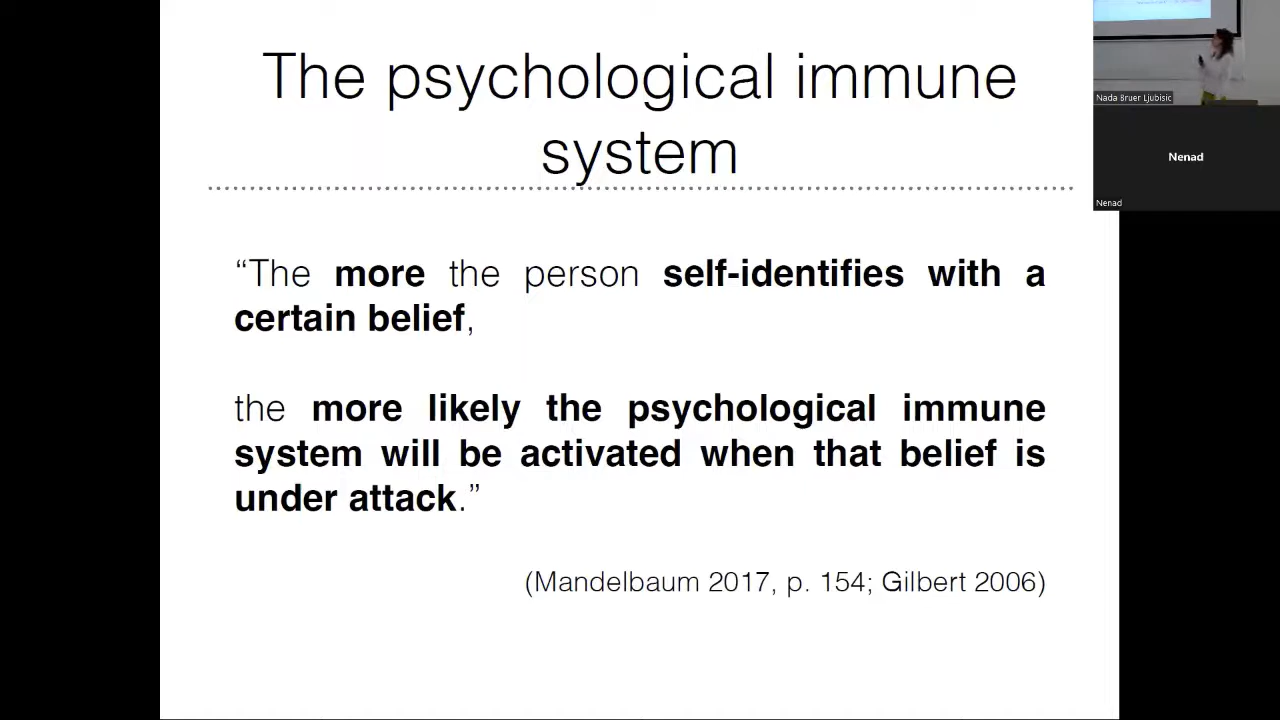 The psychological immune
system
“The more the person self-identifies with a
certain belief,
the more likely the psychological immune
system will be activated when that belief is
under attack.”
(Mandelbaum 2017, p. 154; Gilbert 2006)
Nada Bruer Ljubisic
Nenad
Nenad